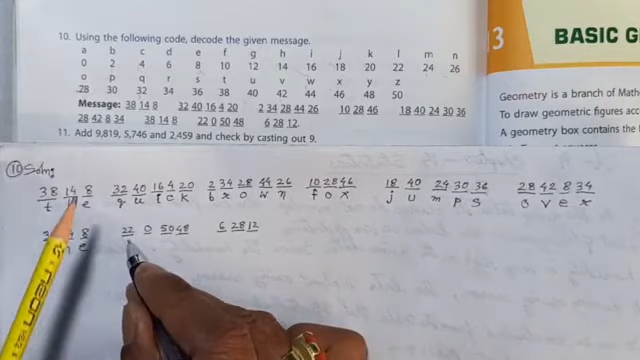 10. Using the following code, decode the given message.
a b c d e f g h i j k l m n
0 2 4 6 8 10 12 14 16 18 20 22 24 26
o p q r s t u v w x y z
28 30 32 34 36 38 40 42 44 46 48 50
Message: 38 14 8 32 40 16 4 20 2 34 28 44 26 10 28 46 18 40 24 30 36
28 42 8 34 38 14 8 22 0 50 48 6 28 12.
11. Add 9,819, 5,746 and 2,459 and check by casting out 9.
13
BASIC G
Geometry is a branch of Math
To draw geometric figures ac
A geometry box contains the
10 Soln:
38 14 8 32 40 16 4 20 2 34 28 44 26 10 28 46 18 40 24 30 36 28 42 8 34
t e q u i c k b r o w n f o x j u m p s o v e r
8 22 0 50 48 6 28 12
e